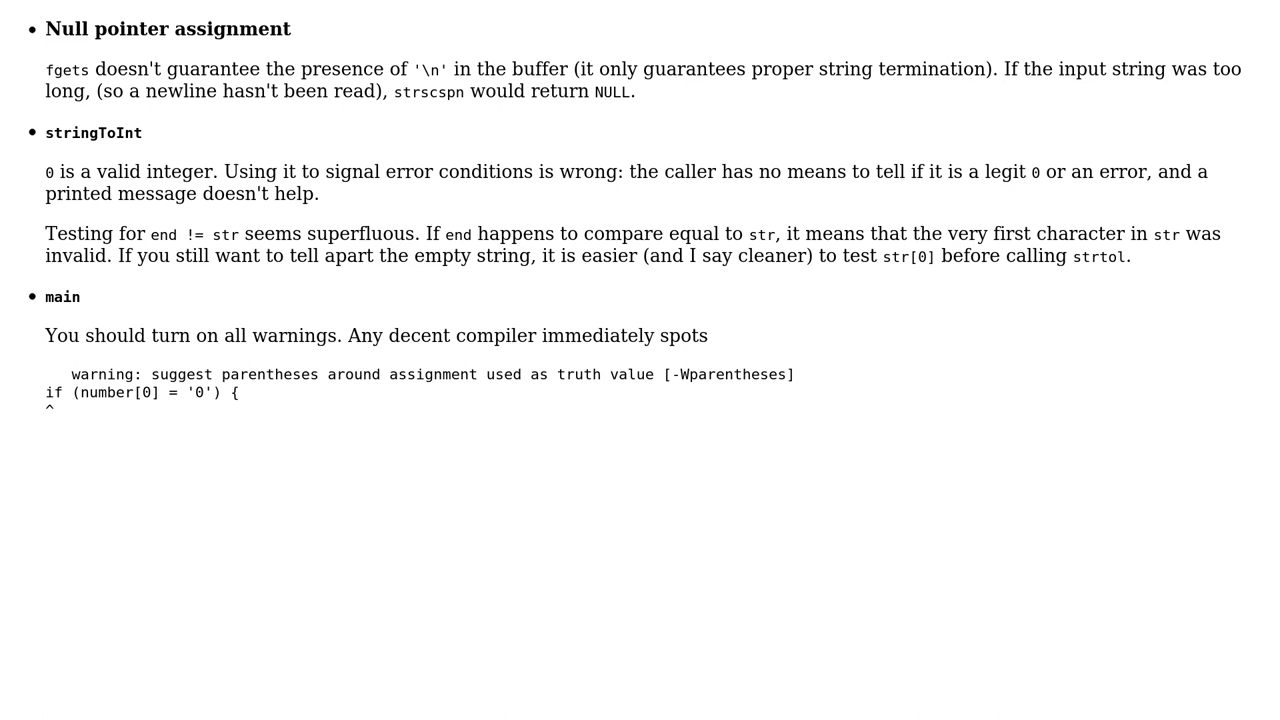 • Null pointer assignment
fgets doesn't guarantee the presence of '\n' in the buffer (it only guarantees proper string termination). If the input string was too
long, (so a newline hasn't been read), strscspn would return NULL.
• stringToInt
0 is a valid integer. Using it to signal error conditions is wrong: the caller has no means to tell if it is a legit 0 or an error, and a
printed message doesn't help.
Testing for end != str seems superfluous. If end happens to compare equal to str, it means that the very first character in str was
invalid. If you still want to tell apart the empty string, it is easier (and I say cleaner) to test str[0] before calling strtol.
• main
You should turn on all warnings. Any decent compiler immediately spots
   warning: suggest parentheses around assignment used as truth value [-Wparentheses]
if (number[0] = '0') {
^